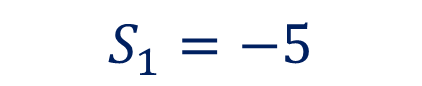 S₁ = −5